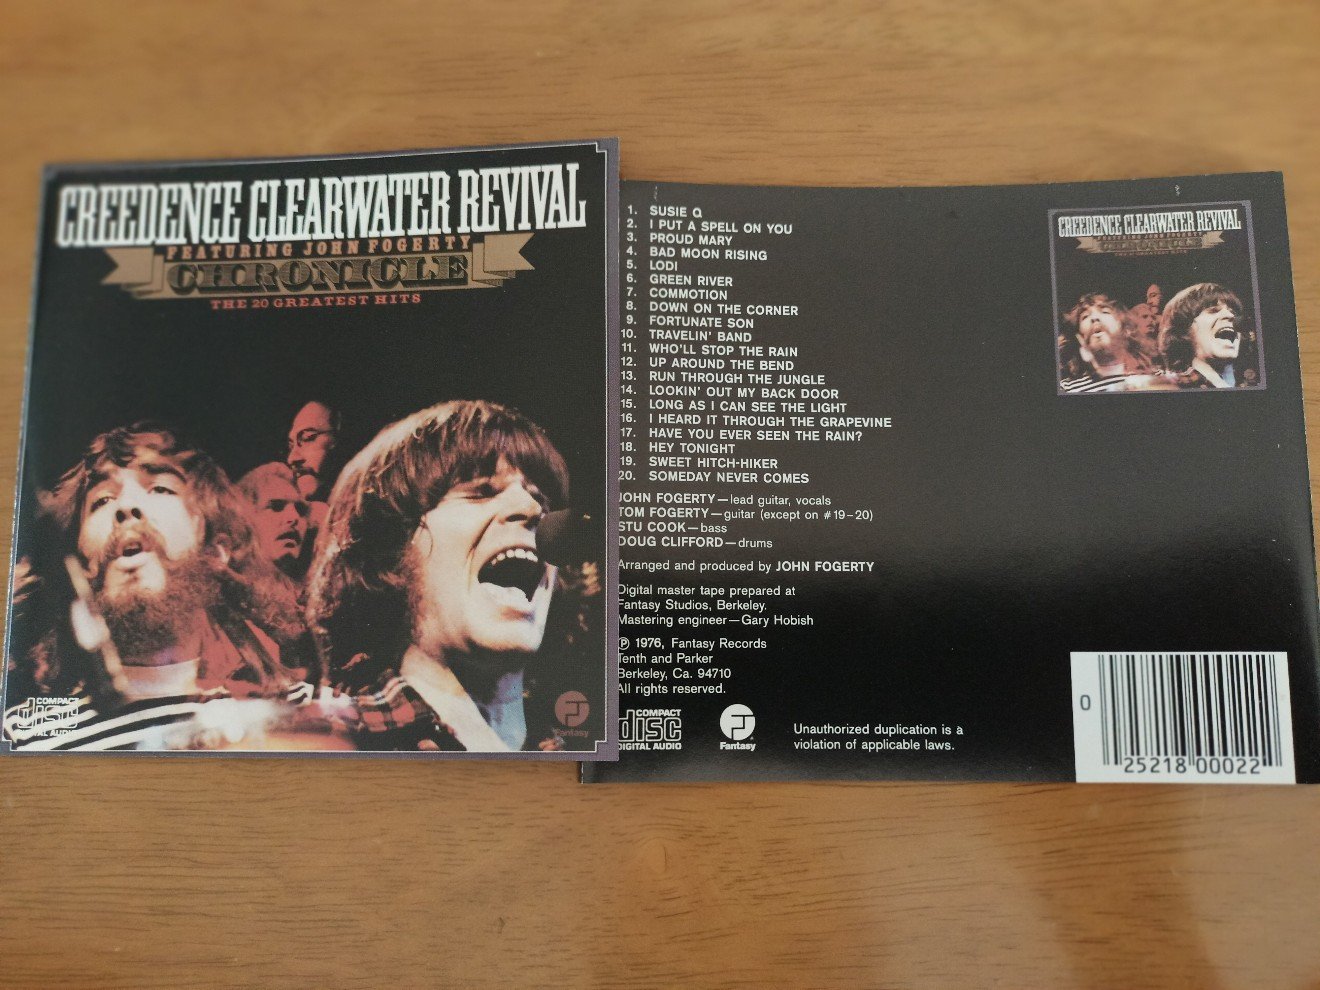 CREEDENCE CLEARWATER REVIVAL
FEATURING JOHN FOGERTY
CHRONICLE
THE 20 GREATEST HITS
COMPACT
disc
DIGITAL AUDIO
Fantasy
1. SUSIE Q
2. I PUT A SPELL ON YOU
3. PROUD MARY
4. BAD MOON RISING
5. LODI
6. GREEN RIVER
7. COMMOTION
8. DOWN ON THE CORNER
9. FORTUNATE SON
10. TRAVELIN' BAND
11. WHO'LL STOP THE RAIN
12. UP AROUND THE BEND
13. RUN THROUGH THE JUNGLE
14. LOOKIN' OUT MY BACK DOOR
15. LONG AS I CAN SEE THE LIGHT
16. I HEARD IT THROUGH THE GRAPEVINE
17. HAVE YOU EVER SEEN THE RAIN?
18. HEY TONIGHT
19. SWEET HITCH-HIKER
20. SOMEDAY NEVER COMES
JOHN FOGERTY—lead guitar, vocals
TOM FOGERTY—guitar (except on #19–20)
STU COOK—bass
DOUG CLIFFORD—drums
Arranged and produced by JOHN FOGERTY
Digital master tape prepared at
Fantasy Studios, Berkeley.
Mastering engineer—Gary Hobish
℗ 1976, Fantasy Records
Tenth and Parker
Berkeley, Ca. 94710
All rights reserved.
COMPACT
disc
DIGITAL AUDIO
Fantasy
Unauthorized duplication is a
violation of applicable laws.
CREEDENCE CLEARWATER REVIVAL
FEATURING JOHN FOGERTY
CHRONICLE
THE 20 GREATEST HITS
0 25218 00022